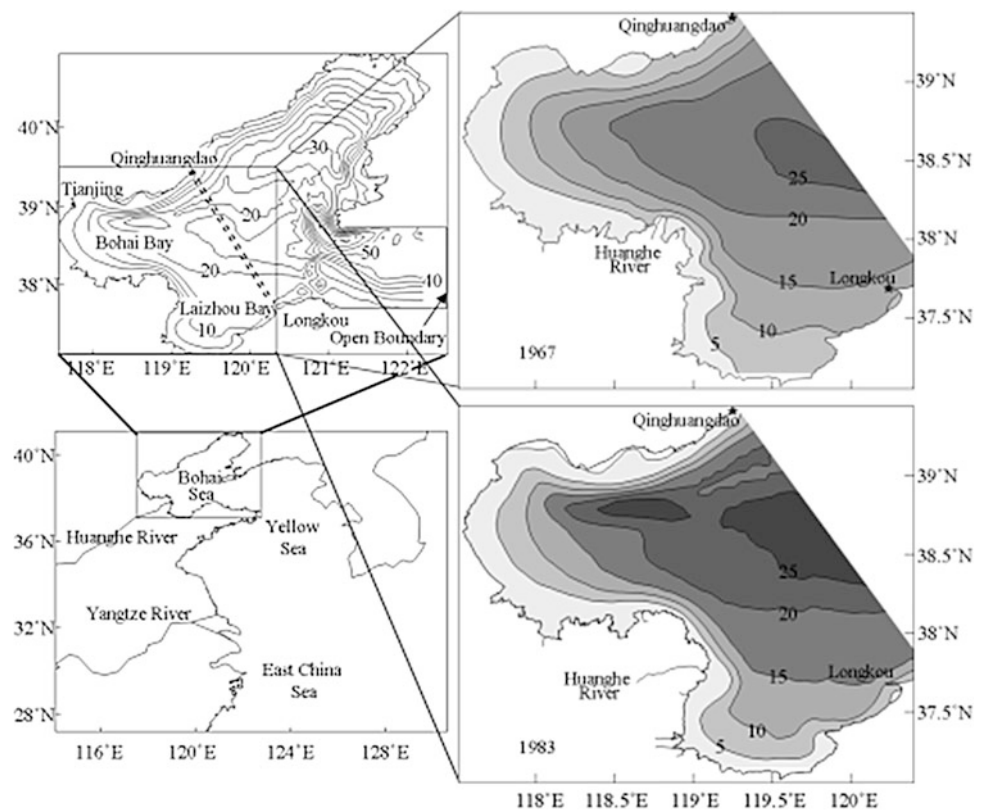 40°N
39°N
38°N
Qinghuangdao
Tianjing
Bohai Bay
Laizhou Bay
Longkou
Open Boundary
30
20
20
10
50
40
118°E
119°E
120°E
121°E
122°E
Qinghuangdao
39°N
38.5°N
38°N
37.5°N
25
20
15
10
5
Huanghe
River
Longkou
1967
40°N
36°N
32°N
28°N
Bohai
Sea
Yellow
Sea
Huanghe River
Yangtze River
East China
Sea
116°E
120°E
124°E
128°E
Qinghuangdao
39°N
38.5°N
38°N
37.5°N
25
20
15
10
5
Huanghe
River
Longkou
1983
118°E
118.5°E
119°E
119.5°E
120°E